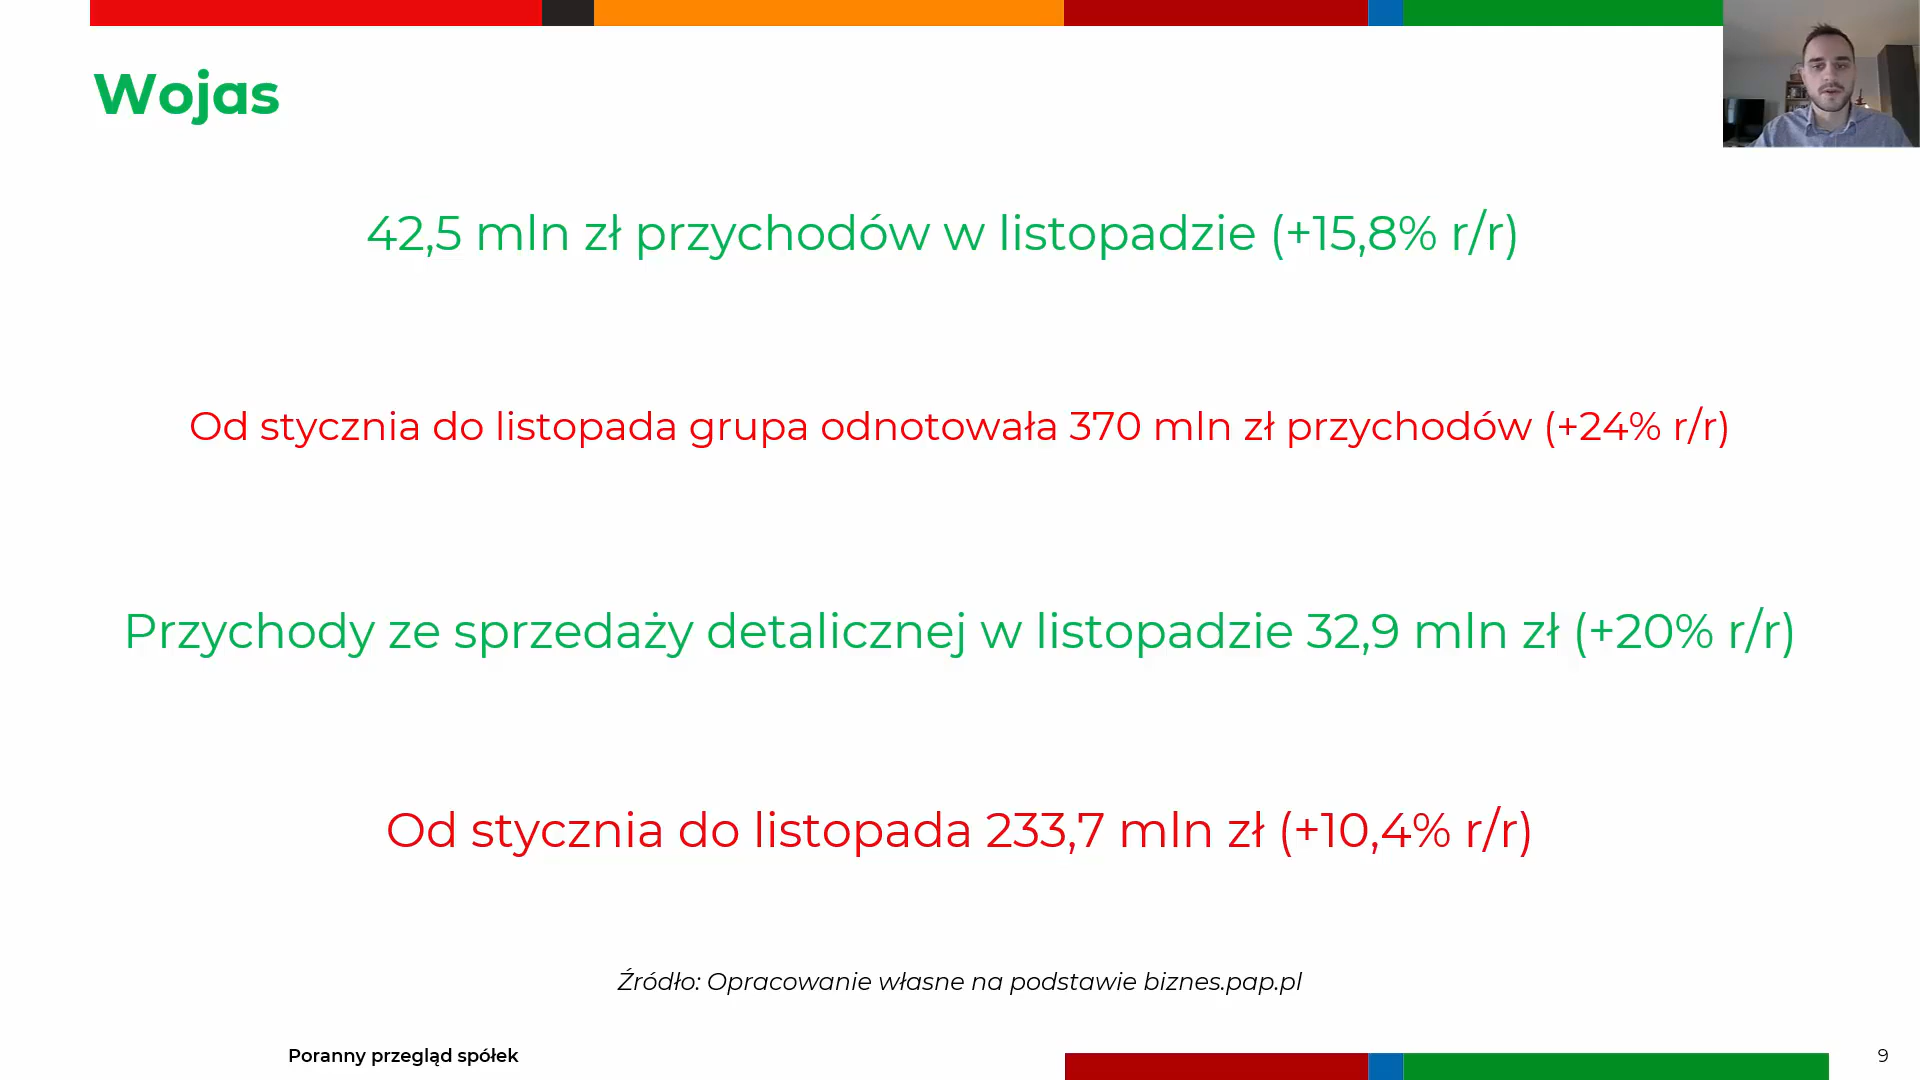 Wojas
42,5 mln zł przychodów w listopadzie (+15,8% r/r)
Od stycznia do listopada grupa odnotowała 370 mln zł przychodów (+24% r/r)
Przychody ze sprzedaży detalicznej w listopadzie 32,9 mln zł (+20% r/r)
Od stycznia do listopada 233,7 mln zł (+10,4% r/r)
Źródło: Opracowanie własne na podstawie biznes.pap.pl
Poranny przegląd spółek
9